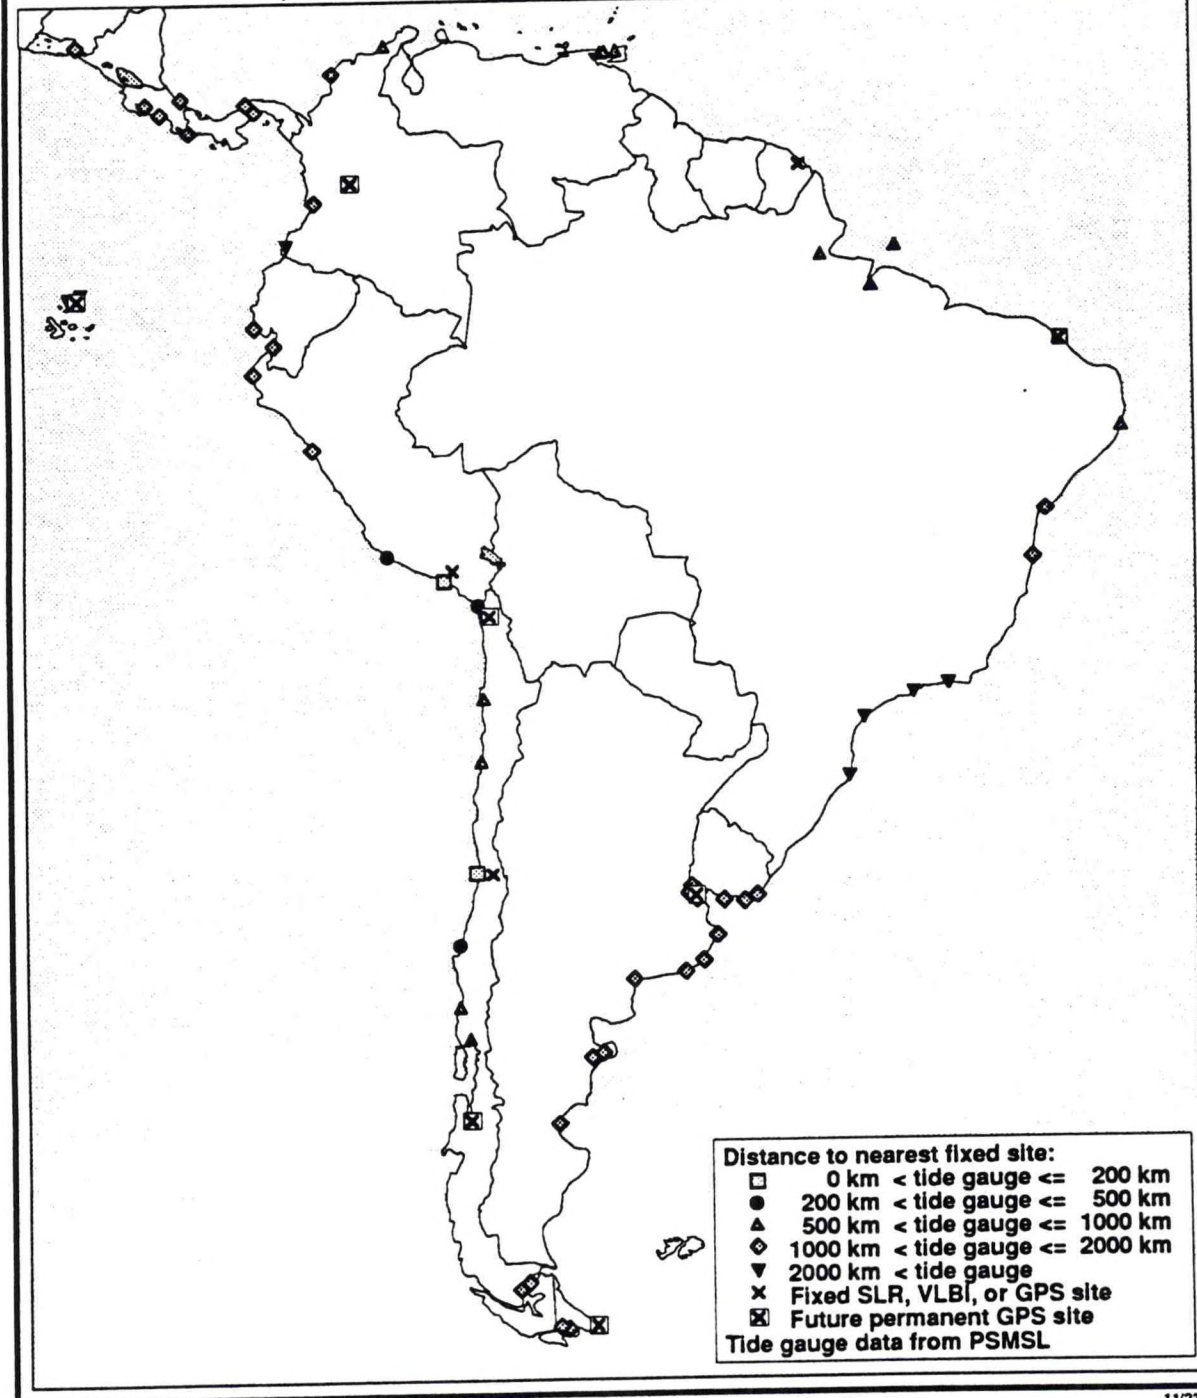 Distance to nearest fixed site:
0 km < tide gauge <= 200 km
200 km < tide gauge <= 500 km
500 km < tide gauge <= 1000 km
1000 km < tide gauge <= 2000 km
2000 km < tide gauge
Fixed SLR, VLBI, or GPS site
Future permanent GPS site
Tide gauge data from PSMSL